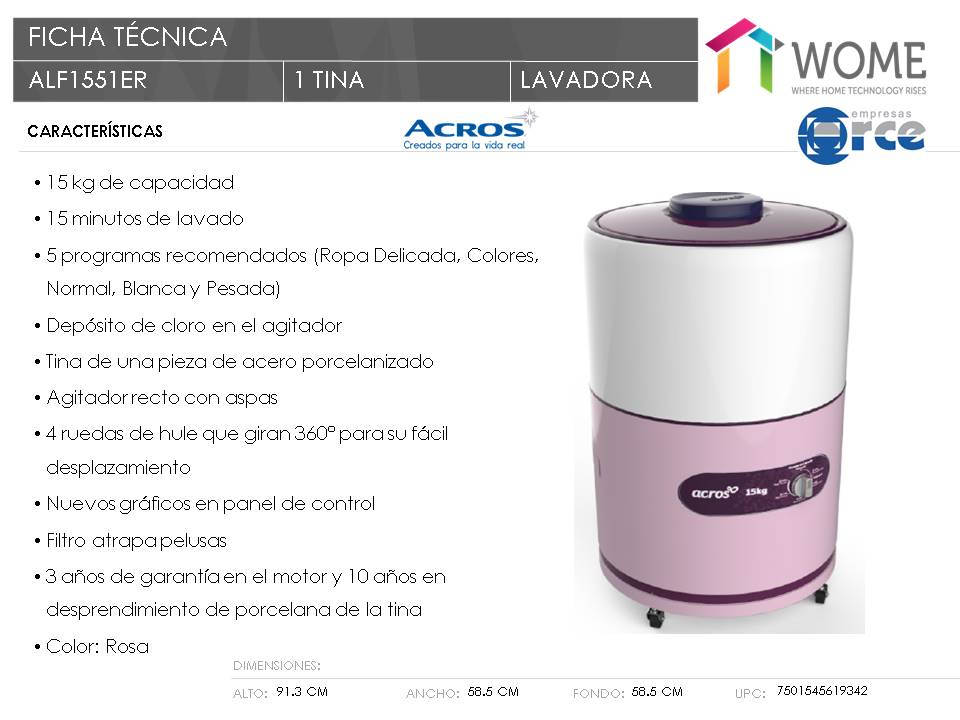 FICHA TÉCNICA
ALF1551ER
1 TINA
LAVADORA
WOME
WHERE HOME TECHNOLOGY RISES
CARACTERÍSTICAS
ACROS
Creados para la vida real
empresas
orce
• 15 kg de capacidad
• 15 minutos de lavado
• 5 programas recomendados (Ropa Delicada, Colores,
Normal, Blanca y Pesada)
• Depósito de cloro en el agitador
• Tina de una pieza de acero porcelanizado
• Agitador recto con aspas
• 4 ruedas de hule que giran 360° para su fácil
desplazamiento
• Nuevos gráficos en panel de control
• Filtro atrapa pelusas
• 3 años de garantía en el motor y 10 años en
desprendimiento de porcelana de la tina
• Color: Rosa
acros
15kg
DIMENSIONES:
ALTO: 91.3 CM
ANCHO: 58.5 CM
FONDO: 58.5 CM
UPC: 7501545619342